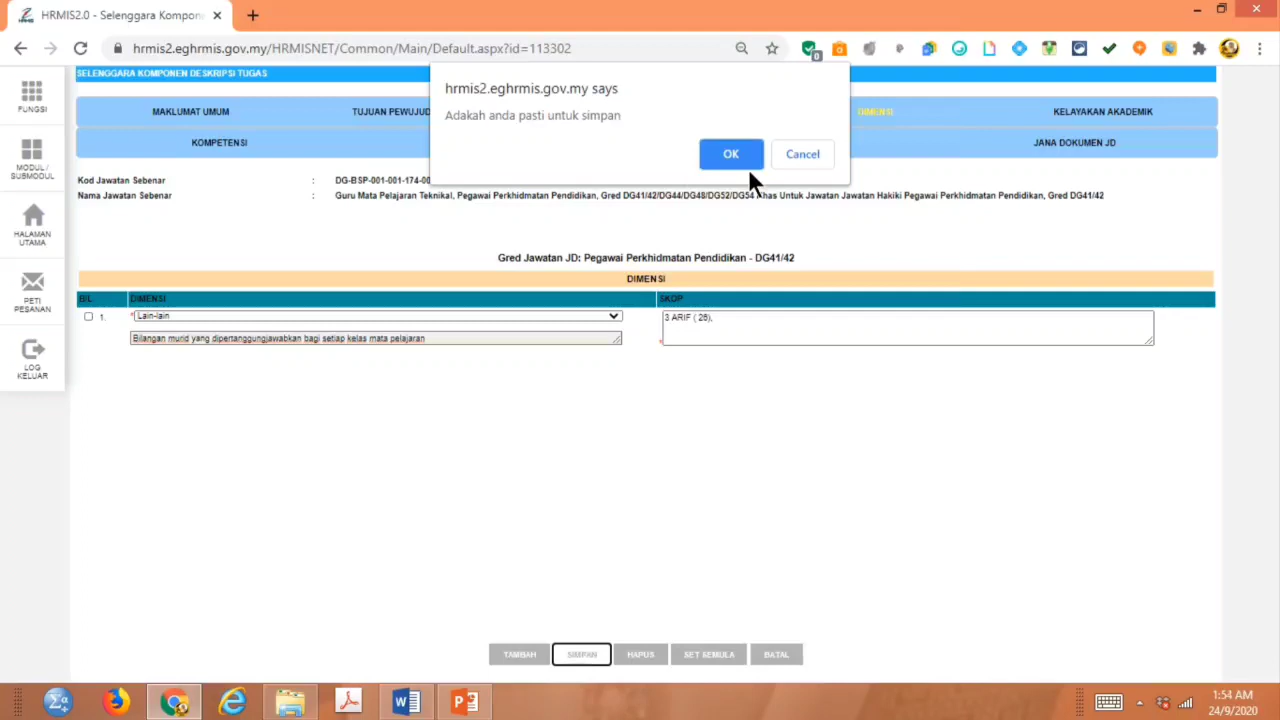 HRMIS2.0 - Selenggara Kompone
hrmis2.eghrmis.gov.my/HRMISNET/Common/Main/Default.aspx?id=113302
0
SELENGGARA KOMPONEN DESKRIPSI TUGAS
MAKLUMAT UMUM
TUJUAN PEWUJUD
DIMENSI
KELAYAKAN AKADEMIK
KOMPETENSI
JANA DOKUMEN JD
hrmis2.eghrmis.gov.my says
Adakah anda pasti untuk simpan
OK
Cancel
FUNGSI
MODUL /
SUBMODUL
HALAMAN
UTAMA
PETI
PESANAN
LOG
KELUAR
Kod Jawatan Sebenar : DG-BSP-001-001-174-00
Nama Jawatan Sebenar : Guru Mata Pelajaran Teknikal, Pegawai Perkhidmatan Pendidikan, Gred DG41/42/DG44/DG48/DG52/DG54 Khas Untuk Jawatan Jawatan Hakiki Pegawai Perkhidmatan Pendidikan, Gred DG41/42
Gred Jawatan JD: Pegawai Perkhidmatan Pendidikan - DG41/42
DIMENSI
BIL DIMENSI SKOP
1. *Lain-lain
3 ARIF ( 26),
Bilangan murid yang dipertanggungjawabkan bagi setiap kelas mata pelajaran
*
TAMBAH SIMPAN HAPUS SET SEMULA BATAL
1:54 AM
24/9/2020